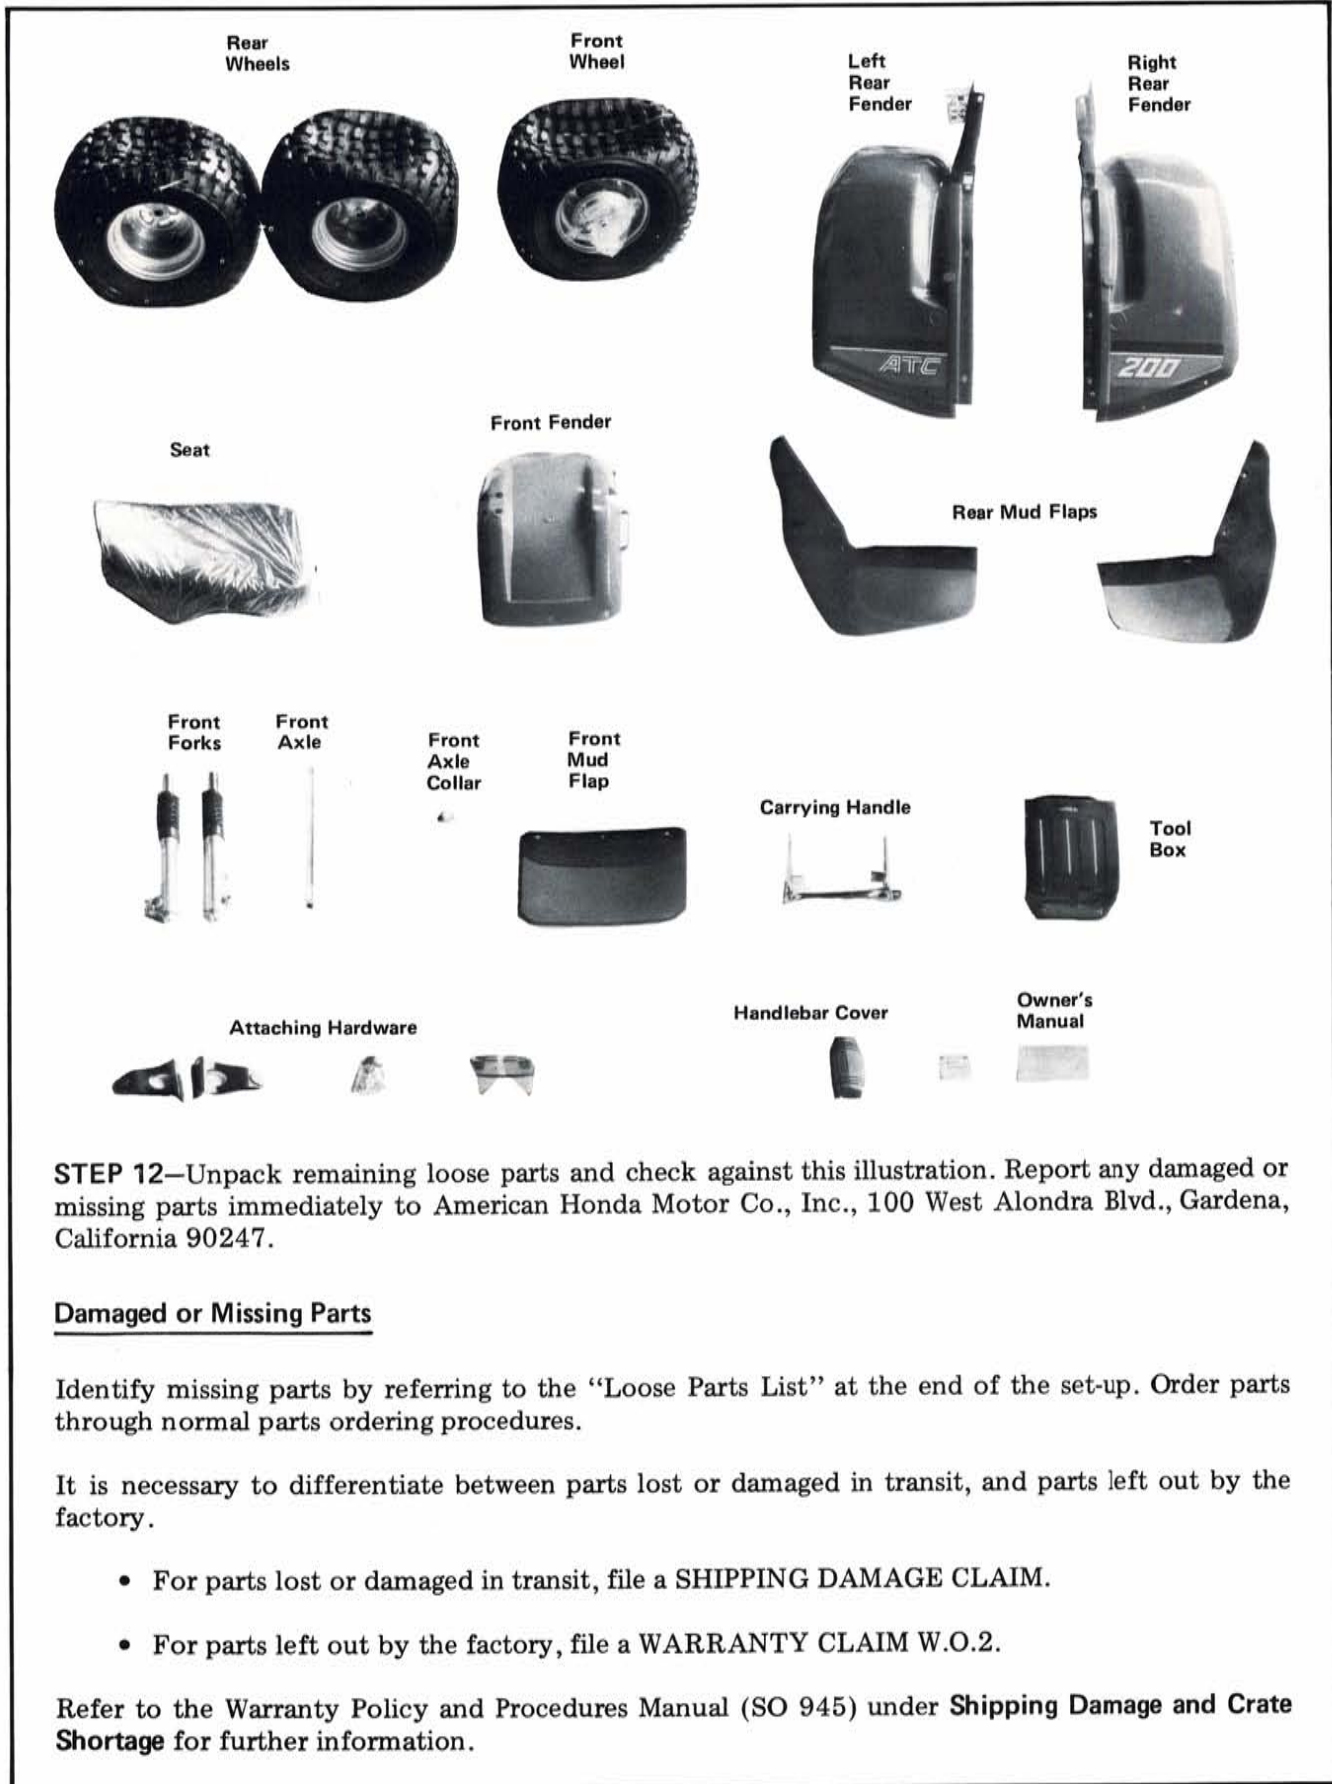 Rear
Wheels
Front
Wheel
Left
Rear
Fender
Right
Rear
Fender
ATC
200
Seat
Front Fender
Rear Mud Flaps
Front
Forks
Front
Axle
Front
Axle
Collar
Front
Mud
Flap
Carrying Handle
Tool
Box
Attaching Hardware
Handlebar Cover
Owner's
Manual
STEP 12—Unpack remaining loose parts and check against this illustration. Report any damaged or
missing parts immediately to American Honda Motor Co., Inc., 100 West Alondra Blvd., Gardena,
California 90247.
Damaged or Missing Parts
Identify missing parts by referring to the “Loose Parts List” at the end of the set-up. Order parts
through normal parts ordering procedures.
It is necessary to differentiate between parts lost or damaged in transit, and parts left out by the
factory.
• For parts lost or damaged in transit, file a SHIPPING DAMAGE CLAIM.
• For parts left out by the factory, file a WARRANTY CLAIM W.O.2.
Refer to the Warranty Policy and Procedures Manual (SO 945) under Shipping Damage and Crate
Shortage for further information.